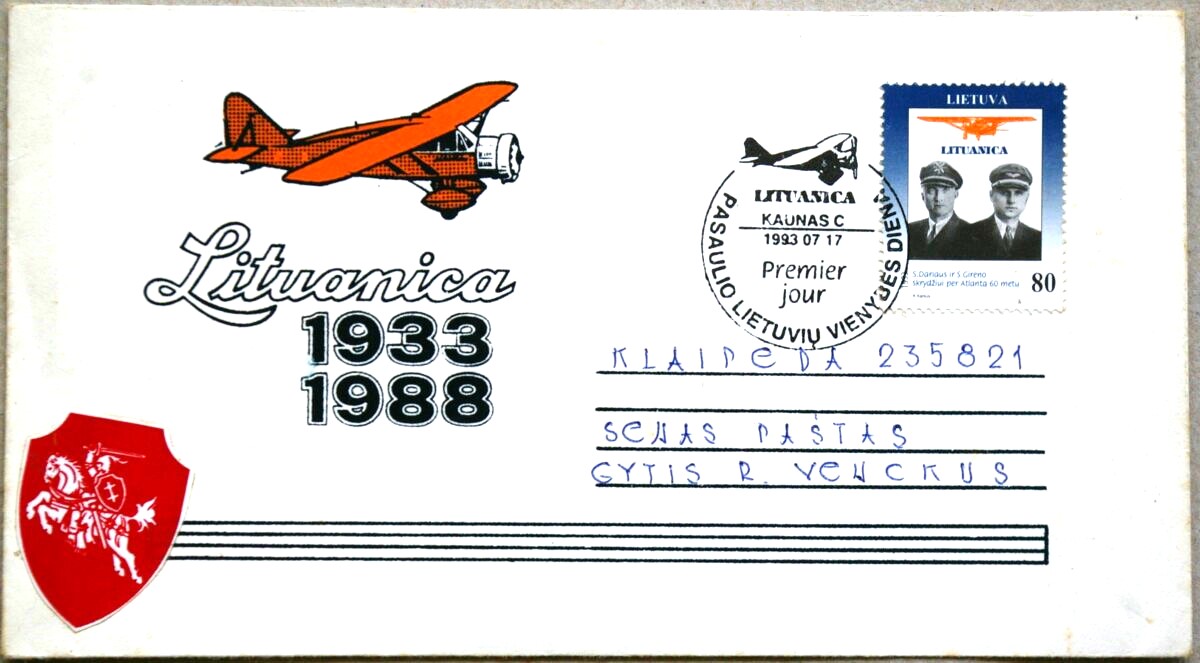 Lituanica
1933
1988
LITUANICA
KAUNAS C
1993 07 17
Premier
jour
PASAULIO LIETUVIŲ VIENYBĖS DIENA
LIETUVA
LITUANICA
S.Dariaus ir S.Girėno
skrydžiui per Atlantą 60 metų
80
KLAIPeDA 235821
SeNAS PAŠTAS
GYTIS R. VeNCKUS